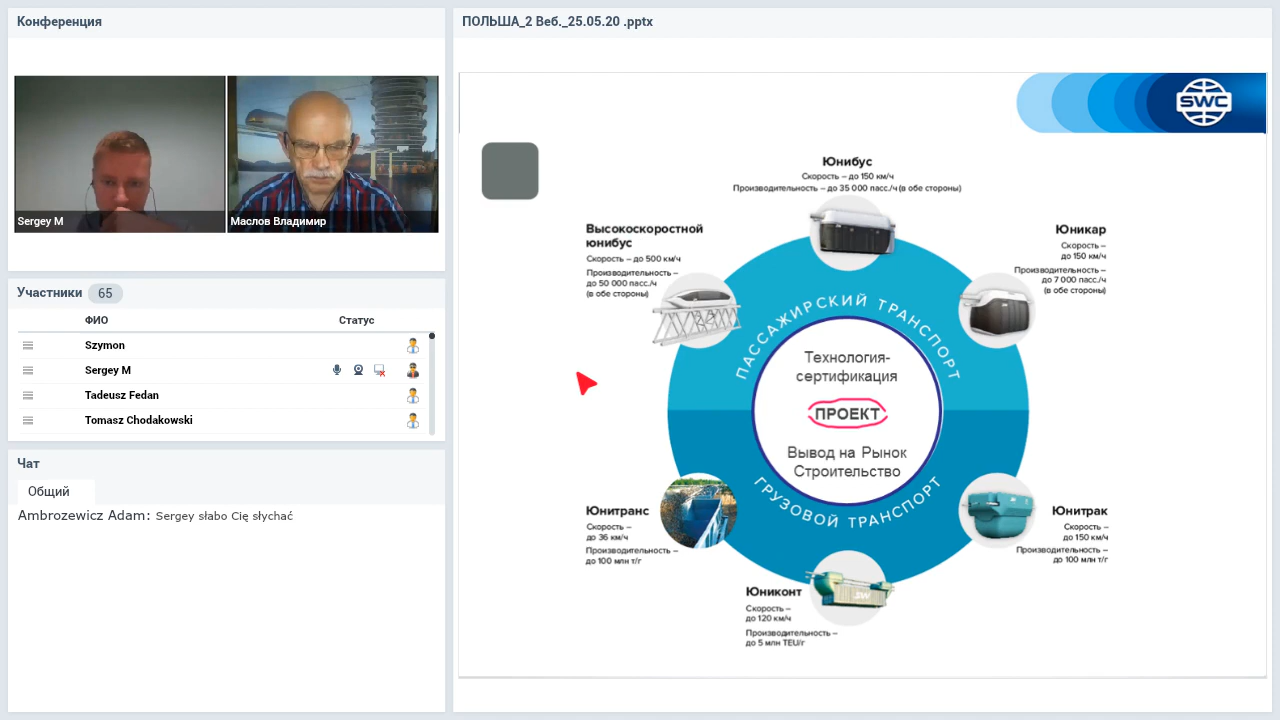 Конференция
Sergey M
Маслов Владимир
Участники 65
ФИО Статус
Szymon
Sergey M
Tadeusz Fedan
Tomasz Chodakowski
Чат
Общий
Ambrozewicz Adam: Sergey słabo Cię słychać
ПОЛЬША_2 Веб._25.05.20 .pptx
SWC
Юнибус
Скорость – до 150 км/ч
Производительность – до 35 000 пасс./ч (в обе стороны)
Высокоскоростной
юнибус
Скорость – до 500 км/ч
Производительность –
до 50 000 пасс./ч
(в обе стороны)
Юникар
Скорость –
до 150 км/ч
Производительность –
до 7 000 пасс./ч
(в обе стороны)
ПАССАЖИРСКИЙ ТРАНСПОРТ
Технология-
сертификация
ПРОЕКТ
Вывод на Рынок
Строительство
ГРУЗОВОЙ ТРАНСПОРТ
Юнитранс
Скорость –
до 36 км/ч
Производительность –
до 100 млн т/г
Юнитрак
Скорость –
до 150 км/ч
Производительность –
до 100 млн т/г
Юниконт
Скорость –
до 120 км/ч
Производительность –
до 5 млн TEU/г